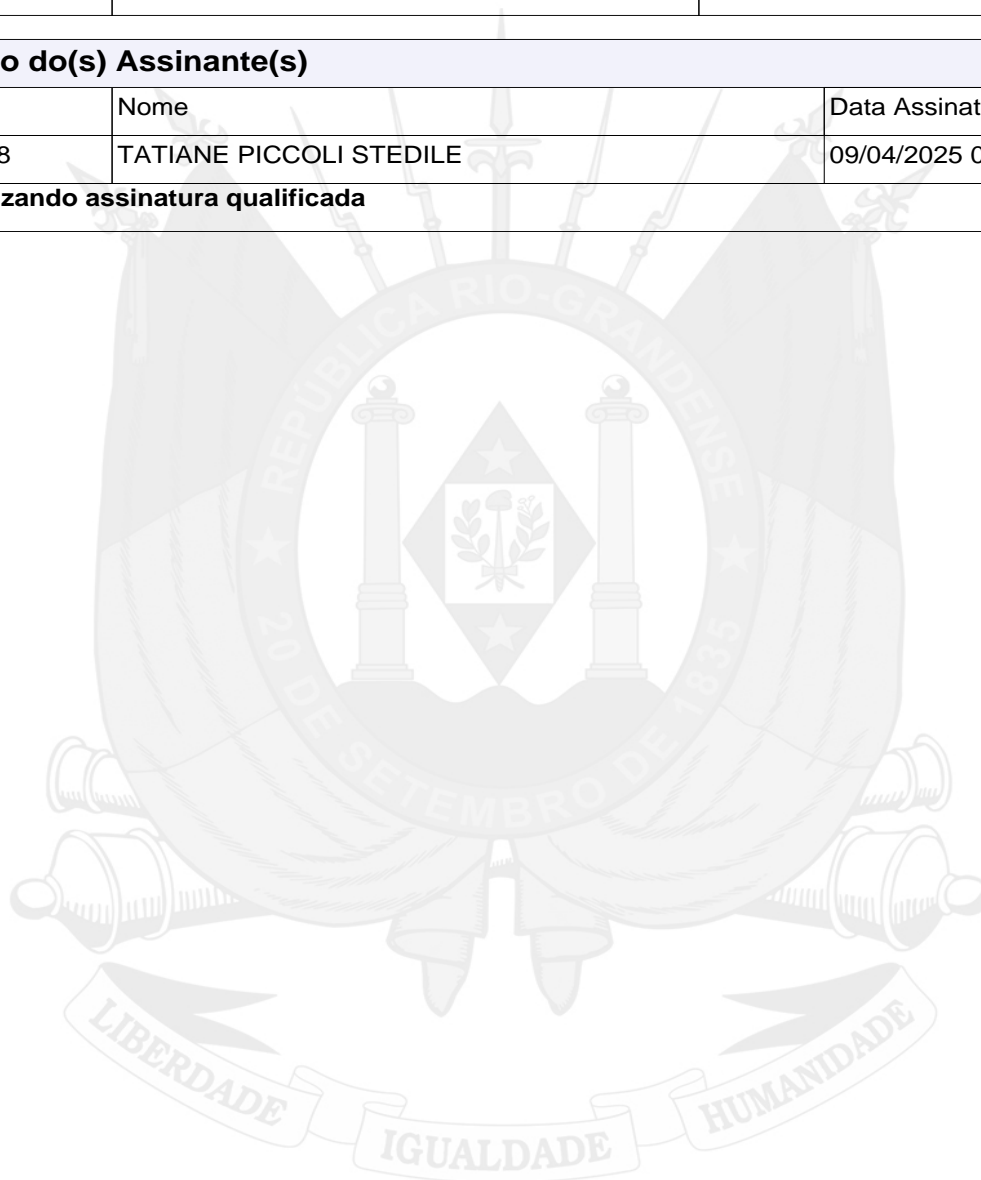 o do(s) Assinante(s)
Nome
Data Assinat
8
TATIANE PICCOLI STEDILE
09/04/2025 0
zando assinatura qualificada
REPÚBLICA RIO-GRANDENSE
★ 20 DE SETEMBRO DE 1835 ★
LIBERDADE
IGUALDADE
HUMANIDADE